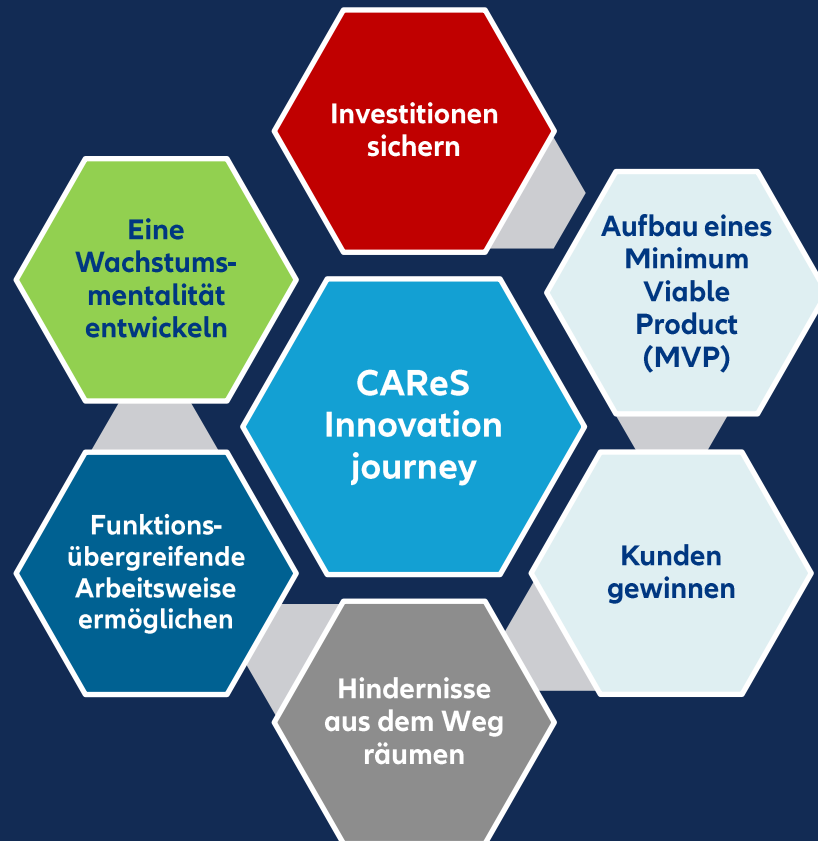 Investitionen
sichern
Aufbau eines
Minimum
Viable
Product
(MVP)
Kunden
gewinnen
Hindernisse
aus dem Weg
räumen
Funktions-
übergreifende
Arbeitsweise
ermöglichen
Eine
Wachstums-
mentalität
entwickeln
CAReS
Innovation
journey